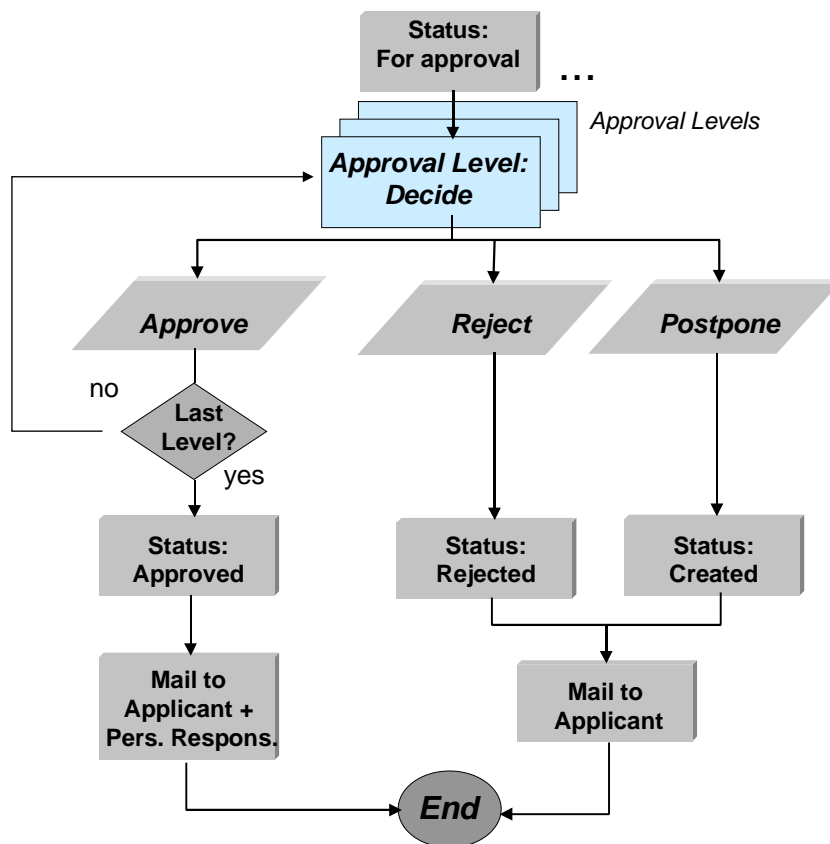 Status:
For approval
...
Approval Levels
Approval Level:
Decide
Approve
Reject
Postpone
no
Last
Level?
yes
Status:
Approved
Status:
Rejected
Status:
Created
Mail to
Applicant +
Pers. Respons.
Mail to
Applicant
End